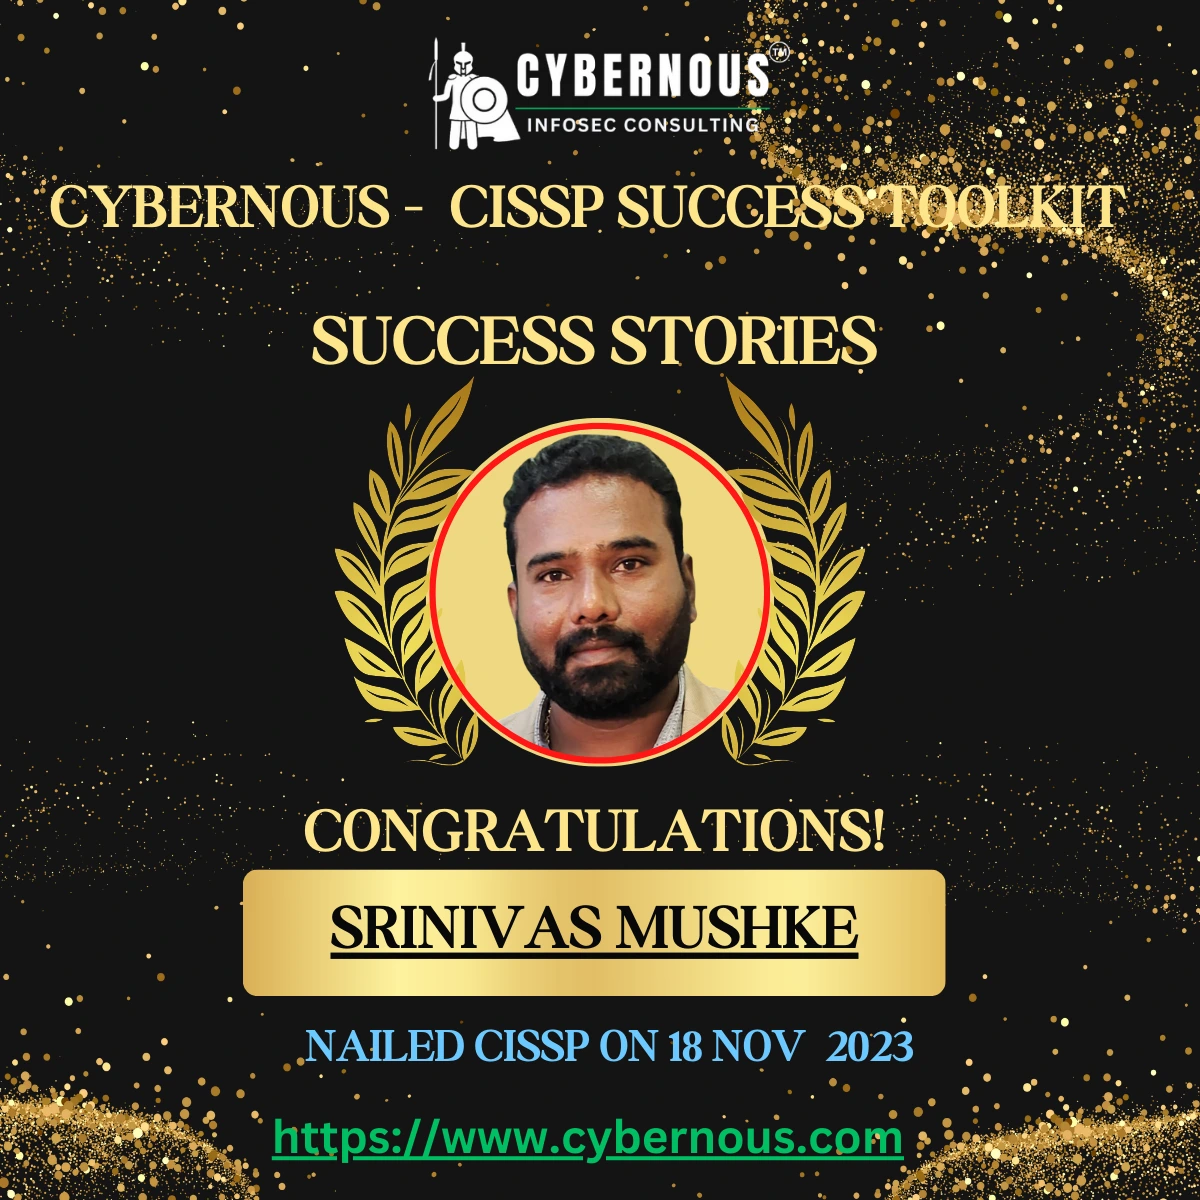 CYBERNOUS TM
INFOSEC CONSULTING
CYBERNOUS - CISSP SUCCESS TOOLKIT
SUCCESS STORIES
CONGRATULATIONS!
SRINIVAS MUSHKE
NAILED CISSP ON 18 NOV 2023
https://www.cybernous.com